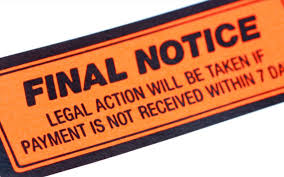 FINAL NOTICE
LEGAL ACTION WILL BE TAKEN IF
PAYMENT IS NOT RECEIVED WITHIN 7